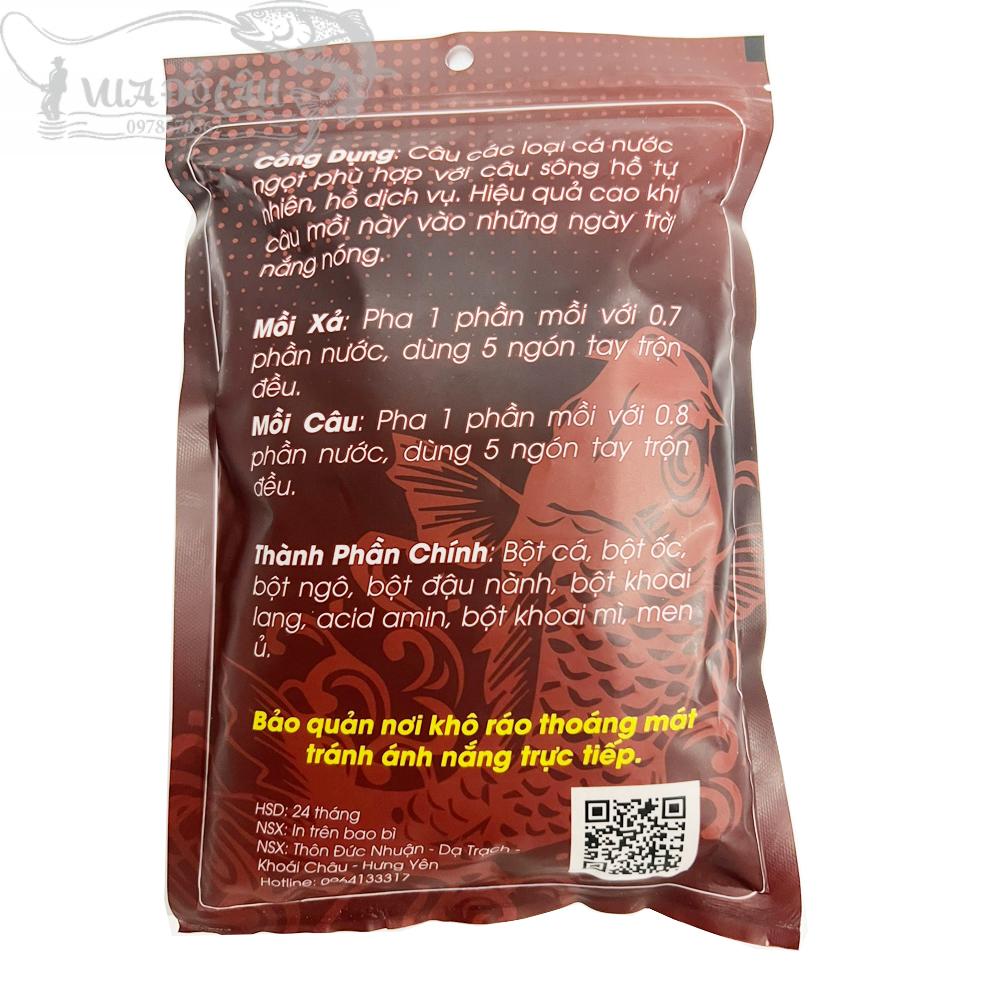 VUA ĐỒ CÂU
Công Dụng: Câu các loại cá nước
ngọt phù hợp với câu sông hồ tự
nhiên, hồ dịch vụ. Hiệu quả cao khi
câu mồi này vào những ngày trời
nắng nóng.
Mồi Xả: Pha 1 phần mồi với 0.7
phần nước, dùng 5 ngón tay trộn
đều.
Mồi Câu: Pha 1 phần mồi với 0.8
phần nước, dùng 5 ngón tay trộn
đều.
Thành Phần Chính: Bột cá, bột ốc,
bột ngô, bột đậu nành, bột khoai
lang, acid amin, bột khoai mì, men
ủ.
Bảo quản nơi khô ráo thoáng mát
tránh ánh nắng trực tiếp.
HSD: 24 tháng
NSX: In trên bao bì
NSX: Thôn Đức Nhuận - Dạ Trạch -
Khoái Châu - Hưng Yên
Hotline: 0964133317